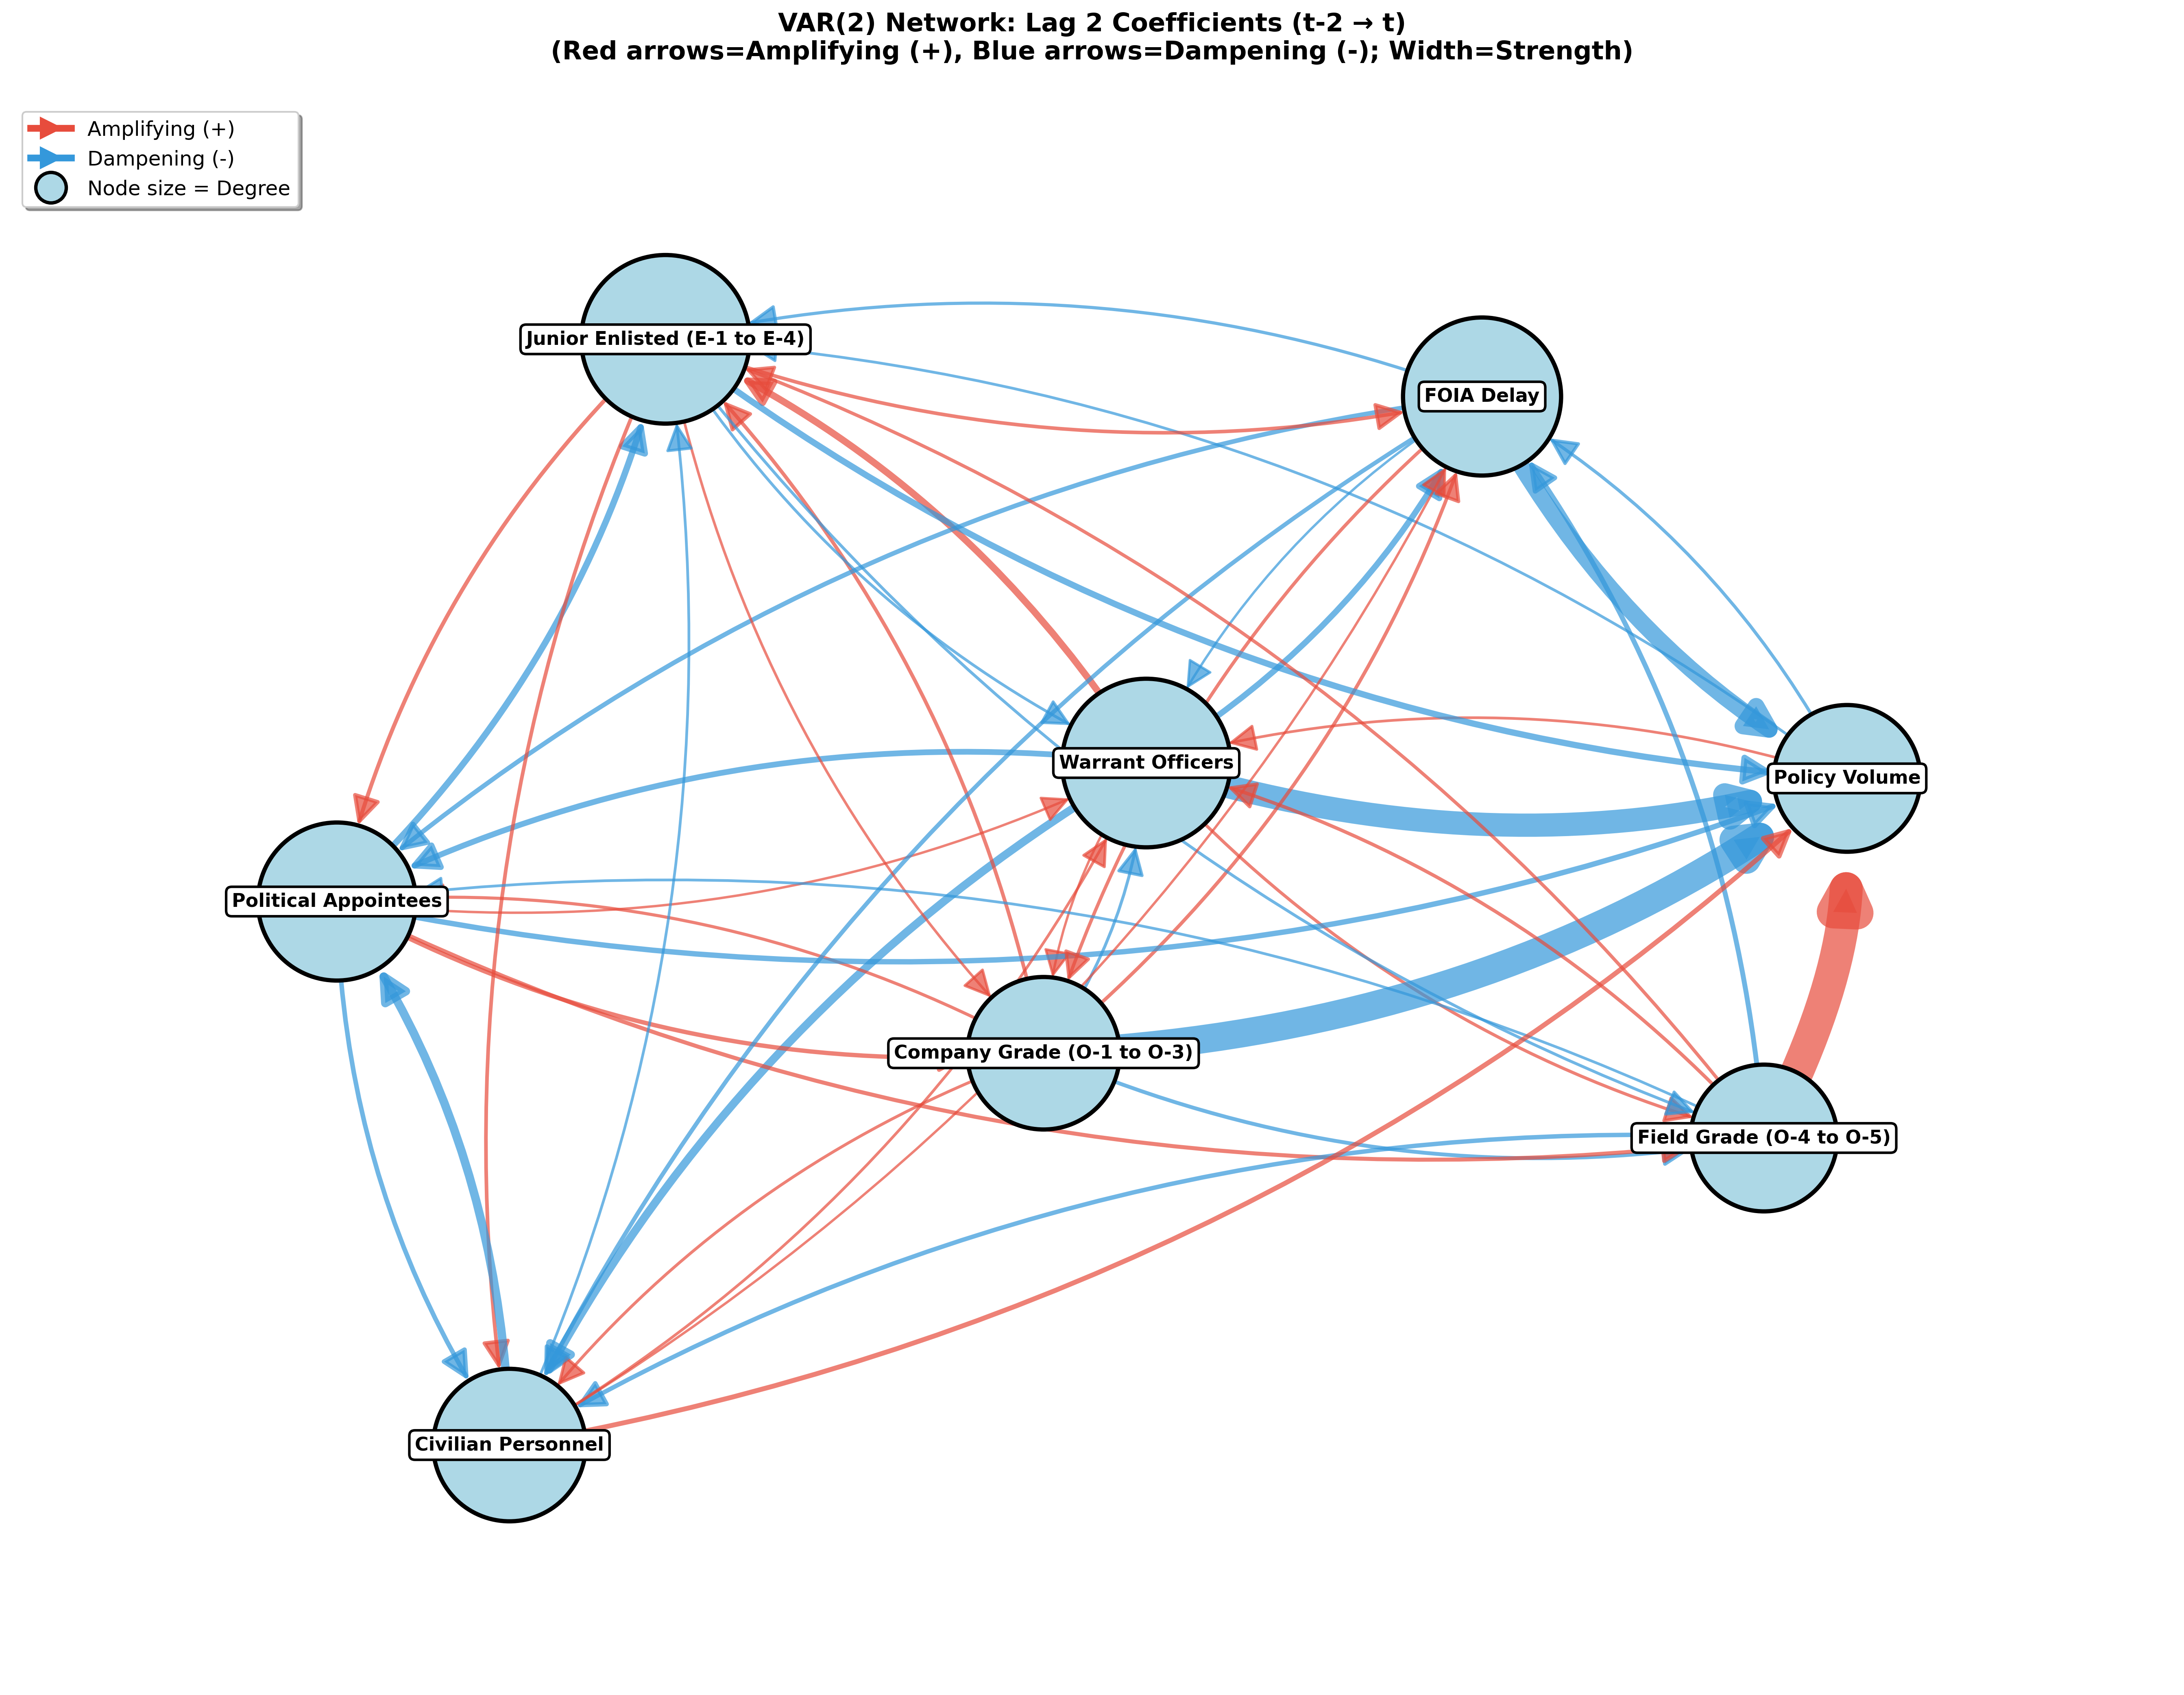 VAR(2) Network: Lag 2 Coefficients (t-2 → t)
(Red arrows=Amplifying (+), Blue arrows=Dampening (-); Width=Strength)
Amplifying (+)
Dampening (-)
Node size = Degree
Junior Enlisted (E-1 to E-4)
FOIA Delay
Warrant Officers
Policy Volume
Political Appointees
Company Grade (O-1 to O-3)
Field Grade (O-4 to O-5)
Civilian Personnel